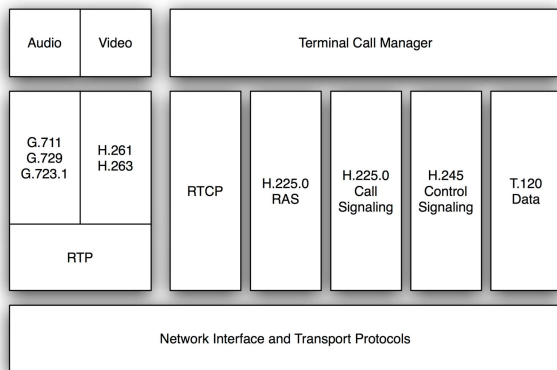 Audio
Video
Terminal Call Manager
G.711
G.729
G.723.1
H.261
H.263
RTP
RTCP
H.225.0
RAS
H.225.0
Call
Signaling
H.245
Control
Signaling
T.120
Data
Network Interface and Transport Protocols